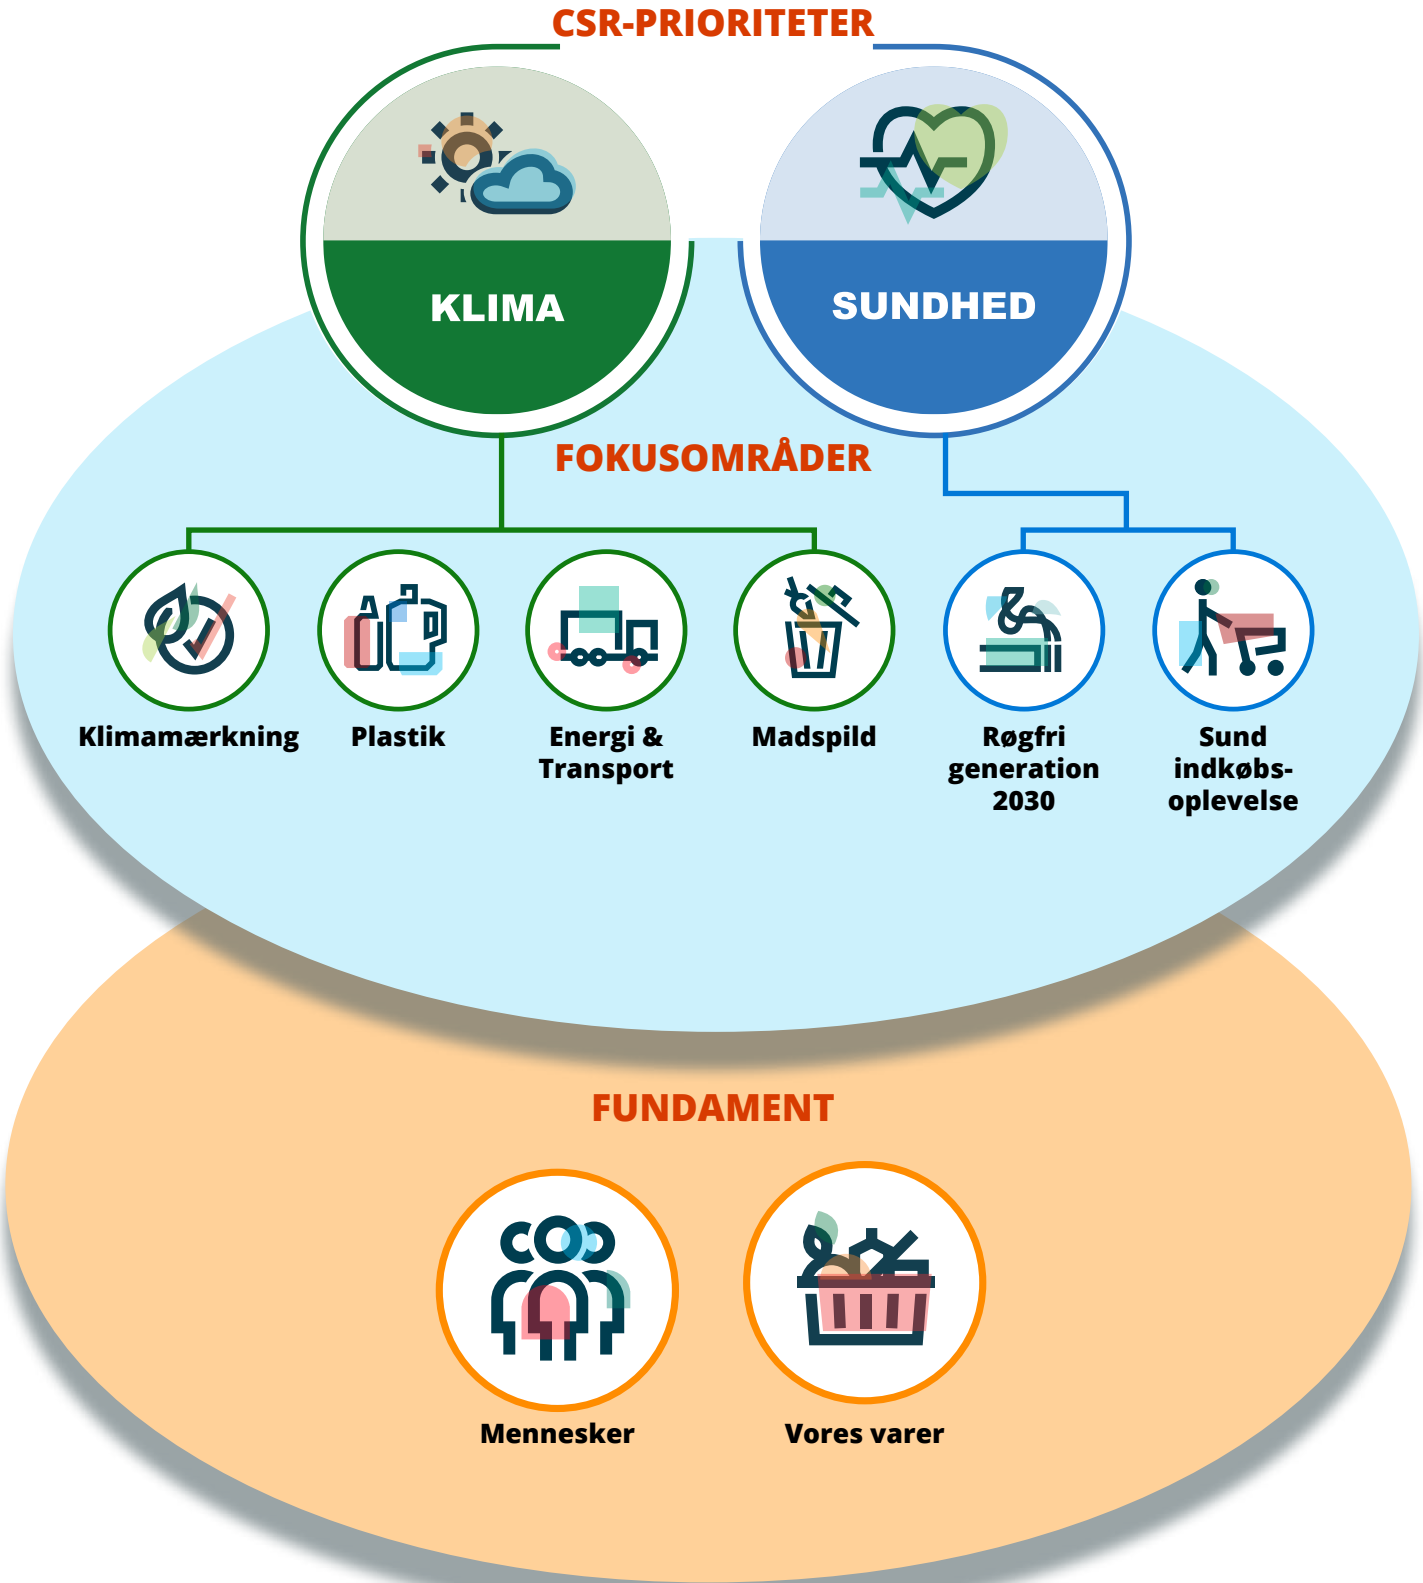 CSR-PRIORITETER
KLIMA
SUNDHED
FOKUSOMRÅDER
Klimamærkning
Plastik
Energi &
Transport
Madspild
Røgfri
generation
2030
Sund
indkøbs-
oplevelse
FUNDAMENT
Mennesker
Vores varer